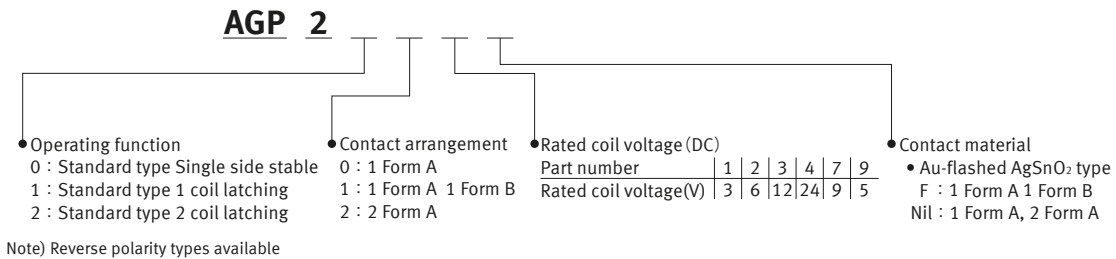 AGP 2
Operating function
0 : Standard type Single side stable
1 : Standard type 1 coil latching
2 : Standard type 2 coil latching
Contact arrangement
0 : 1 Form A
1 : 1 Form A 1 Form B
2 : 2 Form A
Rated coil voltage (DC)
Part number 1 2 3 4 7 9
Rated coil voltage(V) 3 6 12 24 9 5
Contact material
• Au-flashed AgSnO₂ type
F : 1 Form A 1 Form B
Nil : 1 Form A, 2 Form A
Note) Reverse polarity types available